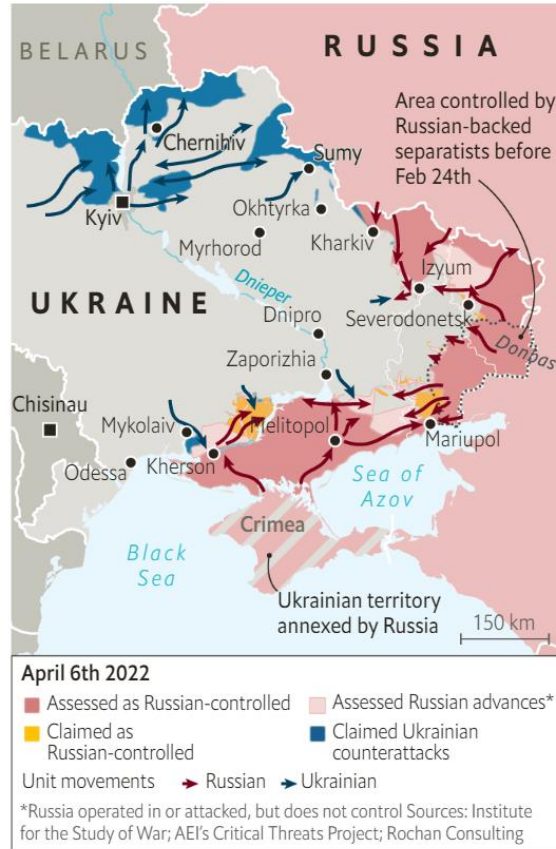 BELARUS
RUSSIA
Area controlled by
Russian-backed
separatists before
Feb 24th
Chernihiv
Sumy
Kyiv
Okhtyrka
Kharkiv
Myrhorod
Izyum
Dnieper
UKRAINE
Severodonetsk
Dnipro
Donbas
Zaporizhia
Chisinau
Mykolaiv
Melitopol
Mariupol
Odessa
Kherson
Sea of
Azov
Crimea
Black
Sea
Ukrainian territory
annexed by Russia
150 km
April 6th 2022
Assessed as Russian-controlled
Assessed Russian advances*
Claimed as
Russian-controlled
Claimed Ukrainian
counterattacks
Unit movements
Russian
Ukrainian
*Russia operated in or attacked, but does not control Sources: Institute
for the Study of War; AEI's Critical Threats Project; Rochan Consulting